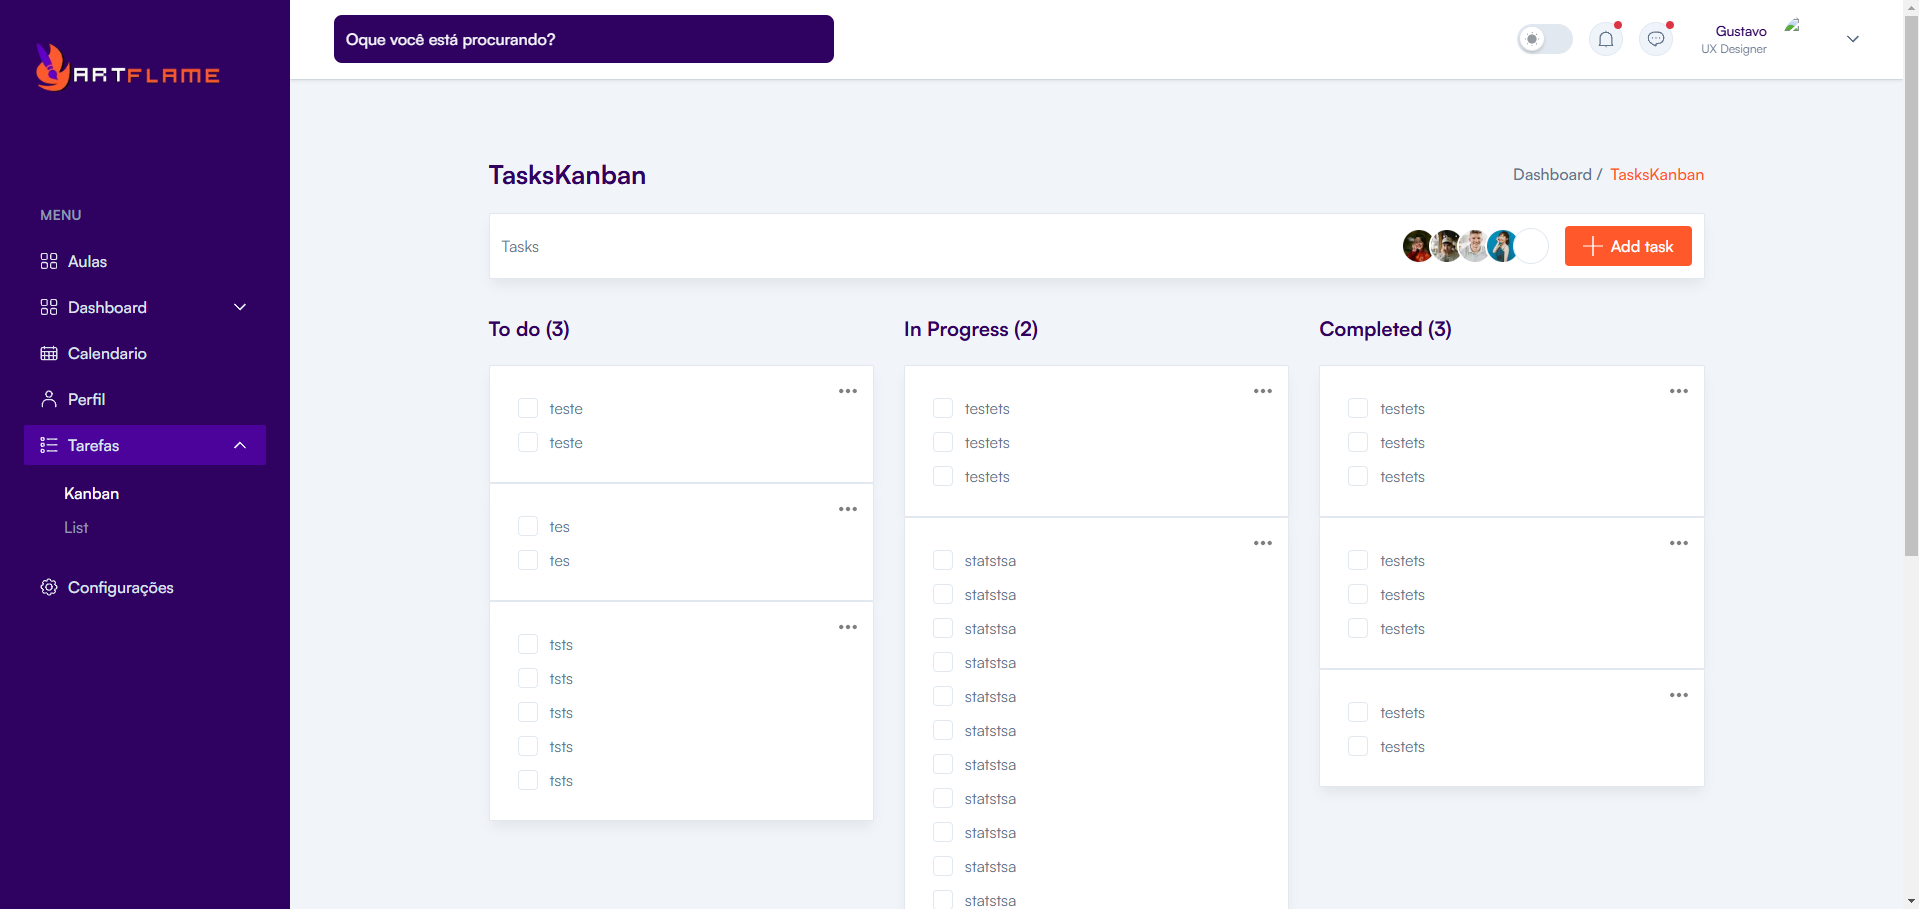 ARTFLAME
Oque você está procurando?
Gustavo
UX Designer
MENU
Aulas
Dashboard
Calendario
Perfil
Tarefas
Kanban
List
Configurações
TasksKanban
Dashboard / TasksKanban
Tasks
Add task
To do (3)
teste
teste
tes
tes
tsts
tsts
tsts
tsts
tsts
In Progress (2)
testets
testets
testets
statstsa
statstsa
statstsa
statstsa
statstsa
statstsa
statstsa
statstsa
statstsa
statstsa
statstsa
Completed (3)
testets
testets
testets
testets
testets
testets
testets
testets